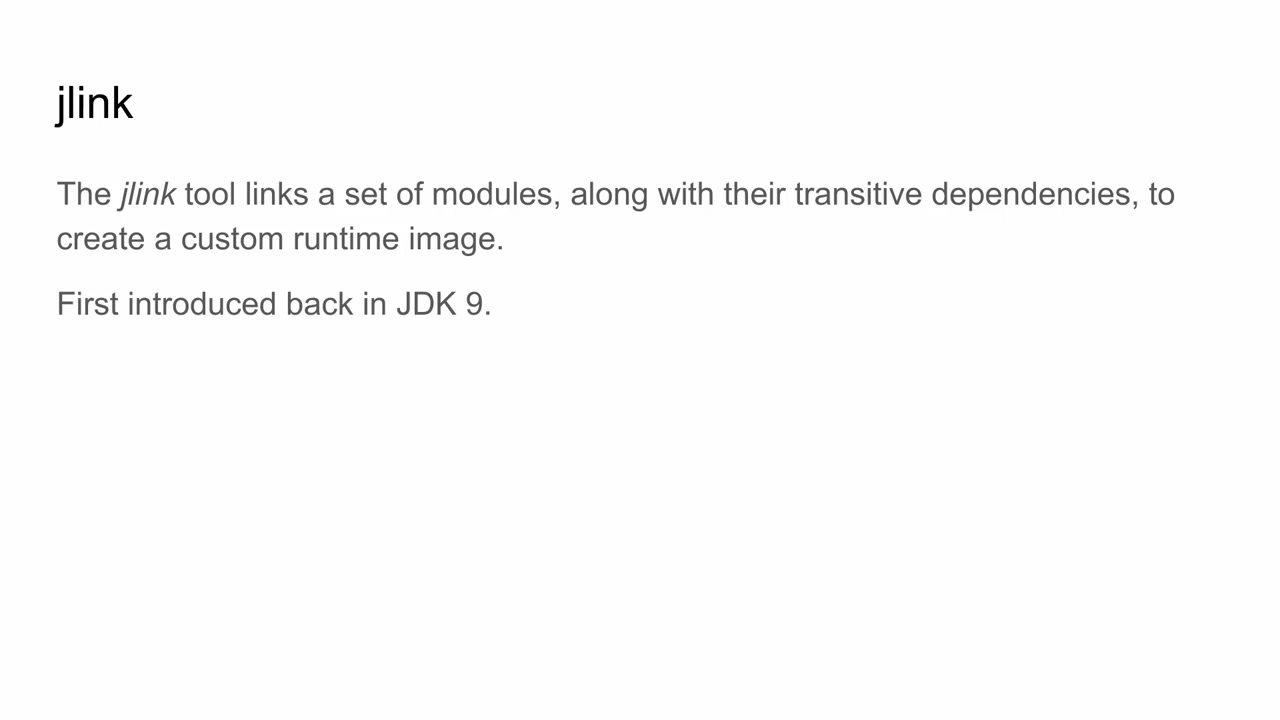 jlink
The jlink tool links a set of modules, along with their transitive dependencies, to
create a custom runtime image.
First introduced back in JDK 9.